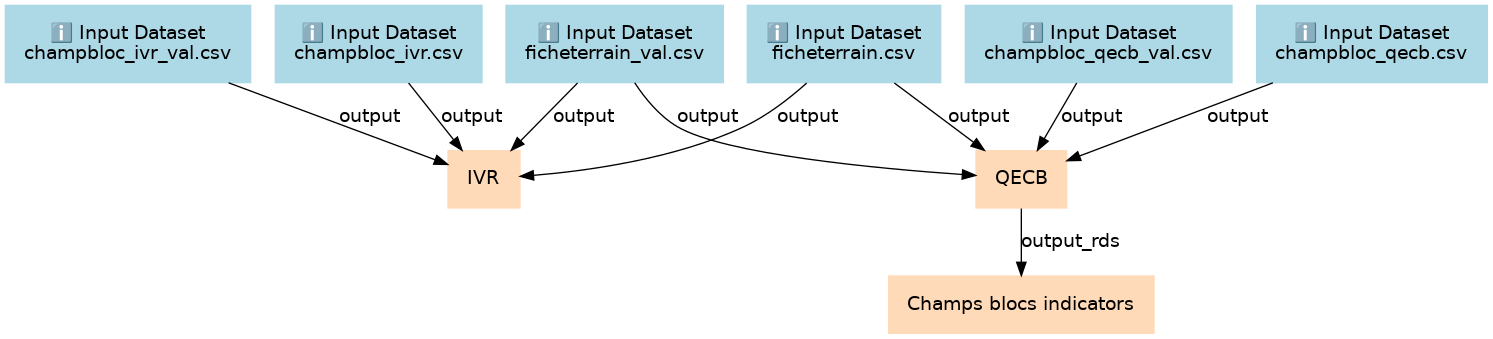 ℹ️ Input Dataset
champbloc_ivr_val.csv
ℹ️ Input Dataset
champbloc_ivr.csv
ℹ️ Input Dataset
ficheterrain_val.csv
ℹ️ Input Dataset
ficheterrain.csv
ℹ️ Input Dataset
champbloc_qecb_val.csv
ℹ️ Input Dataset
champbloc_qecb.csv
output
output
output
output
output
output
output
output
IVR
QECB
output_rds
Champs blocs indicators